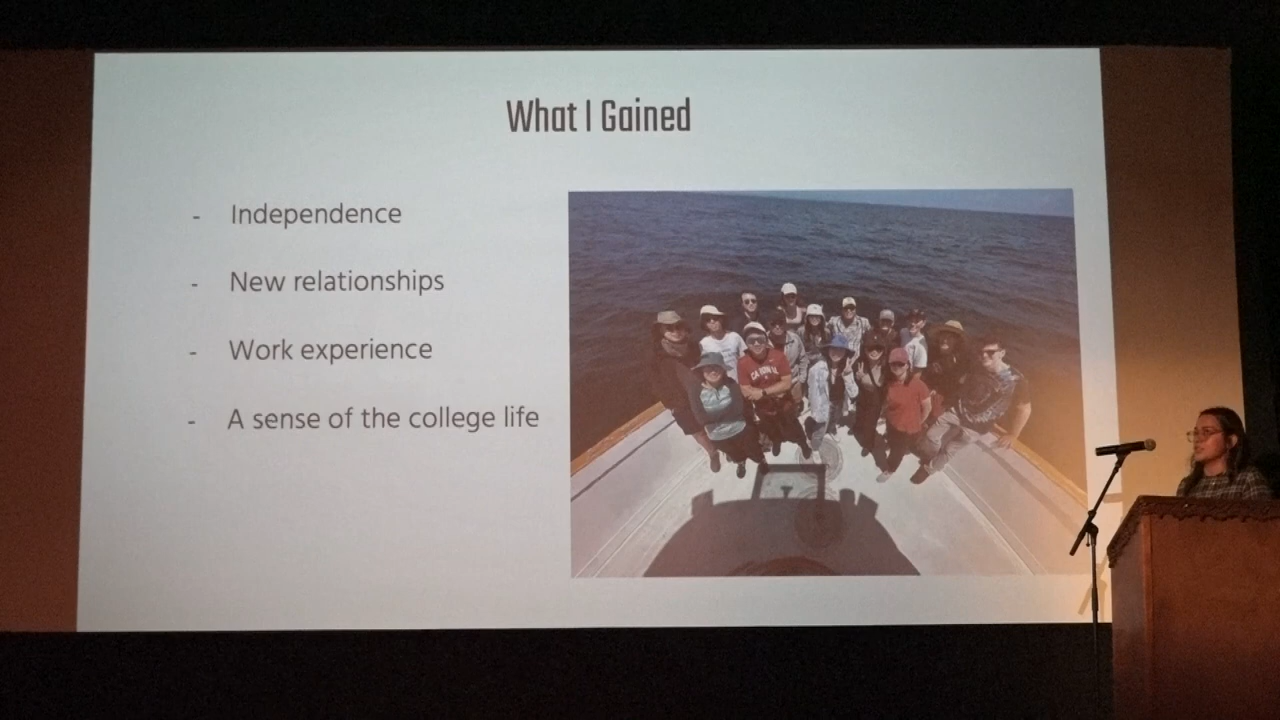 What I Gained
- Independence
- New relationships
- Work experience
- A sense of the college life